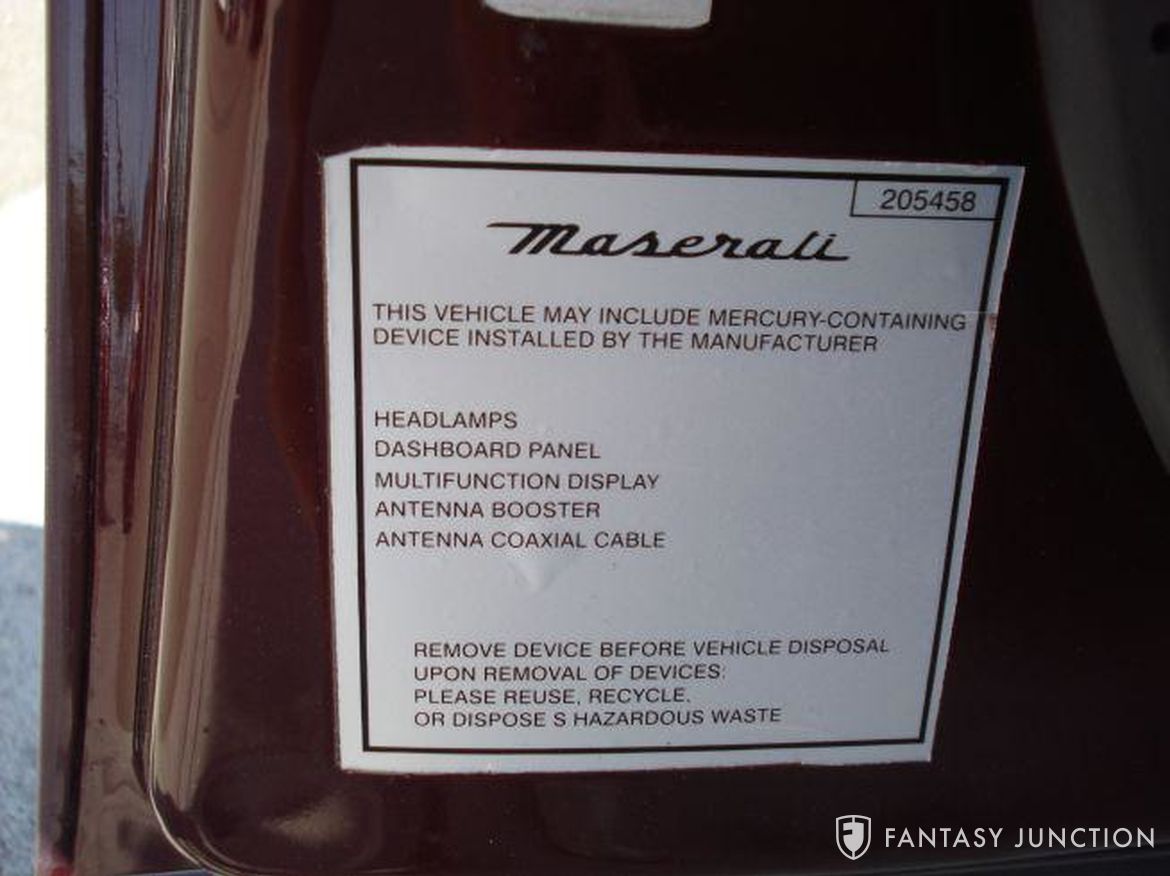 205458
Maserati
THIS VEHICLE MAY INCLUDE MERCURY-CONTAINING
DEVICE INSTALLED BY THE MANUFACTURER
HEADLAMPS
DASHBOARD PANEL
MULTIFUNCTION DISPLAY
ANTENNA BOOSTER
ANTENNA COAXIAL CABLE
REMOVE DEVICE BEFORE VEHICLE DISPOSAL
UPON REMOVAL OF DEVICES:
PLEASE REUSE, RECYCLE,
OR DISPOSE S HAZARDOUS WASTE
FANTASY JUNCTION